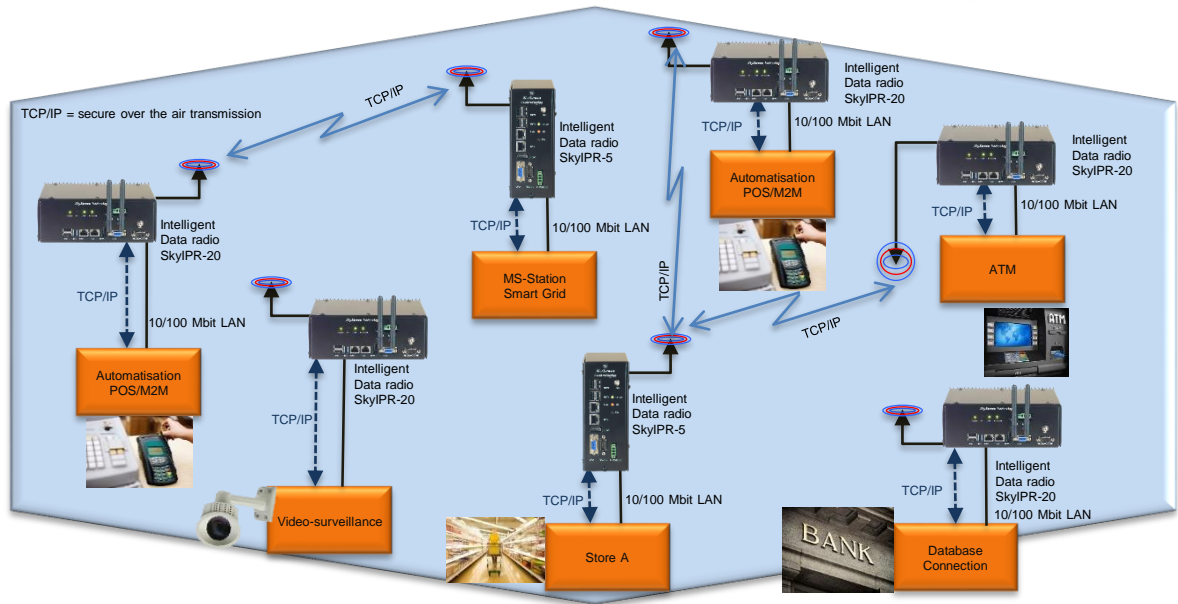 TCP/IP = secure over the air transmission
TCP/IP
Intelligent
Data radio
SkyIPR-20
TCP/IP
10/100 Mbit LAN
Automatisation
POS/M2M
Intelligent
Data radio
SkyIPR-5
TCP/IP
10/100 Mbit LAN
MS-Station
Smart Grid
Intelligent
Data radio
SkyIPR-20
TCP/IP
10/100 Mbit LAN
Automatisation
POS/M2M
TCP/IP
TCP/IP
Intelligent
Data radio
SkyIPR-20
TCP/IP
10/100 Mbit LAN
ATM
ATM
Intelligent
Data radio
SkyIPR-20
TCP/IP
Video-surveillance
Intelligent
Data radio
SkyIPR-5
TCP/IP
10/100 Mbit LAN
Store A
Intelligent
Data radio
SkyIPR-20
TCP/IP
10/100 Mbit LAN
BANK
Database
Connection